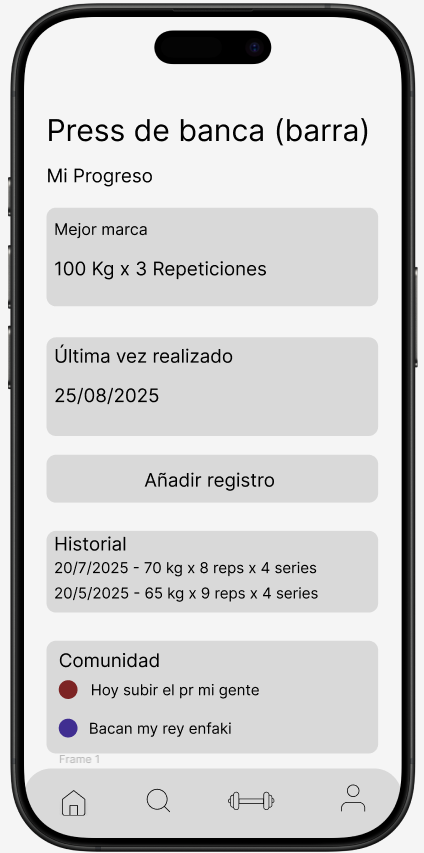 Press de banca (barra)
Mi Progreso
Mejor marca
100 Kg x 3 Repeticiones
Última vez realizado
25/08/2025
Añadir registro
Historial
20/7/2025 - 70 kg x 8 reps x 4 series
20/5/2025 - 65 kg x 9 reps x 4 series
Comunidad
Hoy subir el pr mi gente
Bacan my rey enfaki
Frame 1